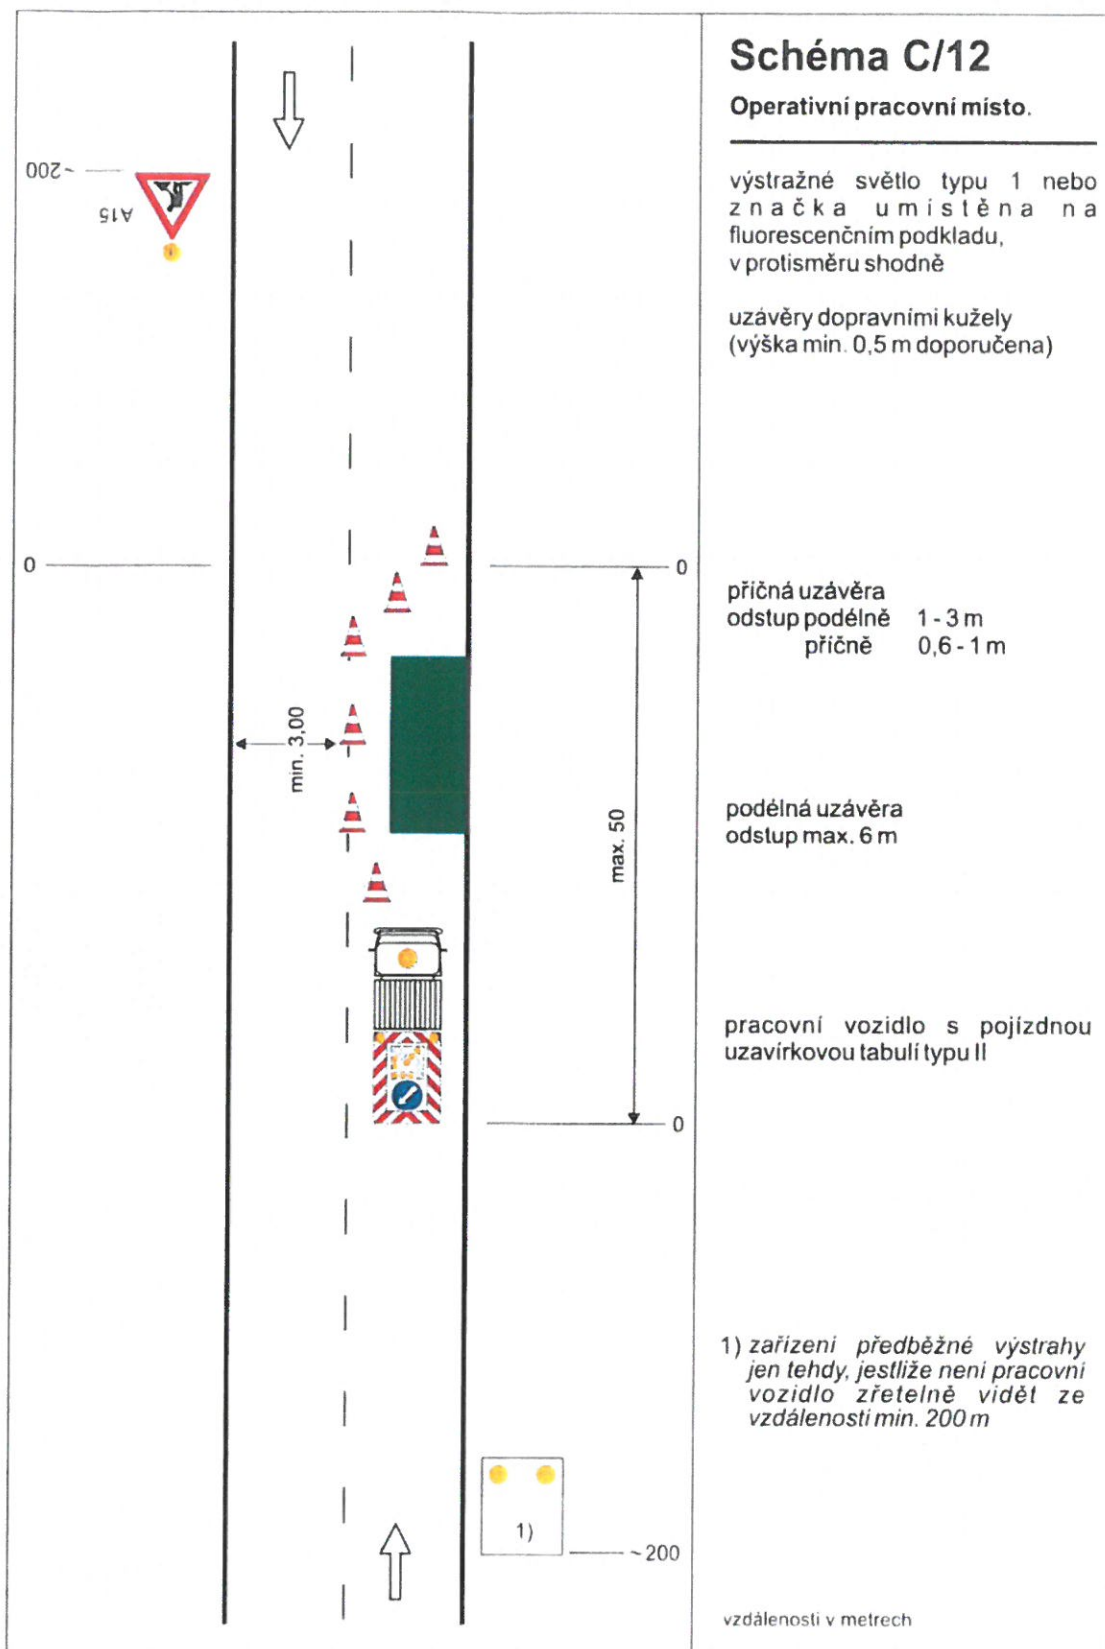 Schéma C/12
Operativní pracovní místo.
výstražné světlo typu 1 nebo
značka umístěna na
fluorescenčním podkladu,
v protisměru shodně
uzávěry dopravními kužely
(výška min. 0,5 m doporučena)
~200
A15
0
0
příčná uzávěra
odstup podélně 1 - 3 m
příčně 0,6 - 1 m
min. 3,00
max. 50
podélná uzávěra
odstup max. 6 m
pracovní vozidlo s pojízdnou
uzavírkovou tabulí typu II
0
1) zařízení předběžné výstrahy
jen tehdy, jestliže není pracovní
vozidlo zřetelně vidět ze
vzdálenosti min. 200 m
1)
~200
vzdálenosti v metrech